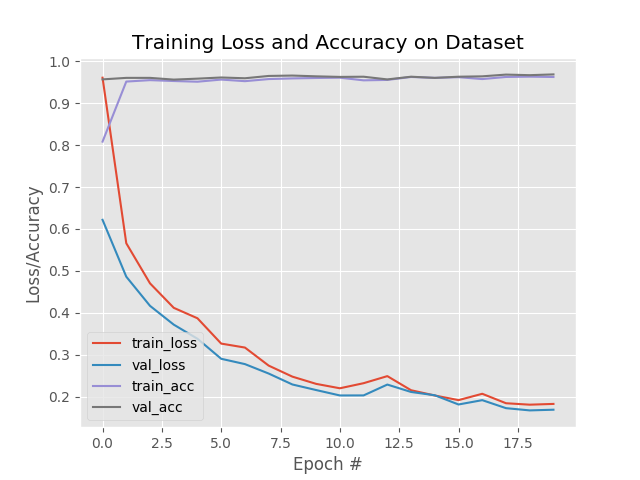 Training Loss and Accuracy on Dataset
Loss/Accuracy
1.0
0.9
0.8
0.7
0.6
0.5
0.4
0.3
0.2
train_loss
val_loss
train_acc
val_acc
0.0 2.5 5.0 7.5 10.0 12.5 15.0 17.5
Epoch #